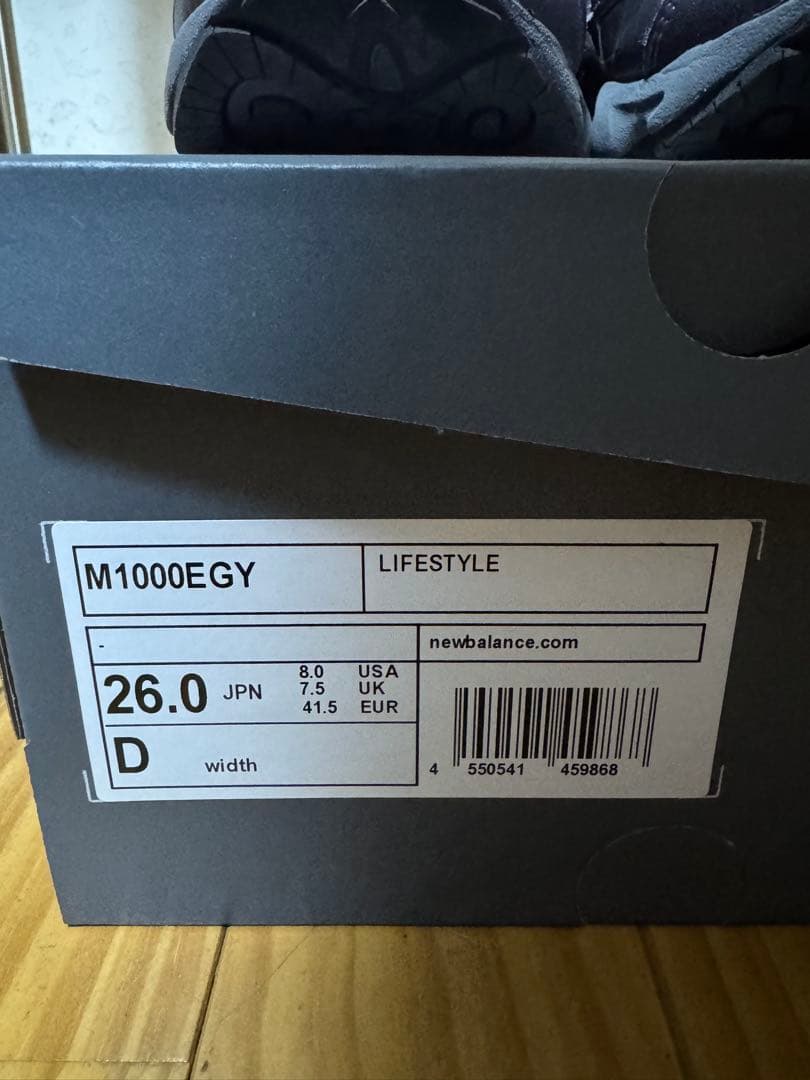 M1000EGY
LIFESTYLE
-
newbalance.com
26.0 JPN
8.0 USA
7.5 UK
41.5 EUR
D width
4 550541 459868